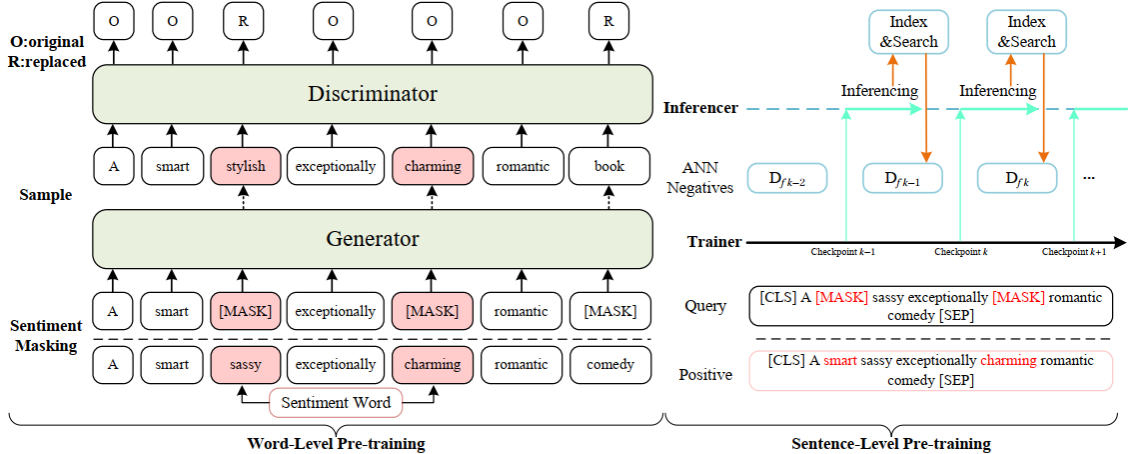 O O R O O O R
O:original
R:replaced
Discriminator
A smart stylish exceptionally charming romantic book
Sample
Generator
A smart [MASK] exceptionally [MASK] romantic [MASK]
Sentiment
Masking
A smart sassy exceptionally charming romantic comedy
Sentiment Word
Word-Level Pre-training
Index
&Search
Index
&Search
Inferencing Inferencing
Inferencer
ANN
Negatives
D_{fk−2} D_{fk−1} D_{fk} ...
Trainer
Checkpoint k−1 Checkpoint k Checkpoint k+1
Query
[CLS] A [MASK] sassy exceptionally [MASK] romantic
comedy [SEP]
Positive
[CLS] A smart sassy exceptionally charming romantic
comedy [SEP]
Sentence-Level Pre-training